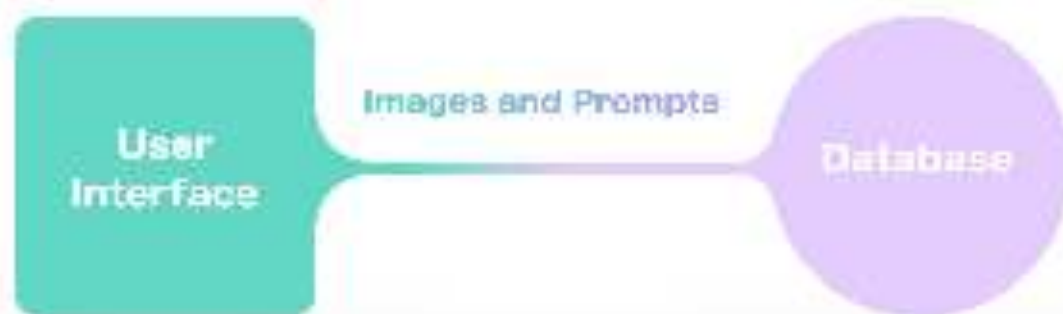 User
Interface
Images and Prompts
Database